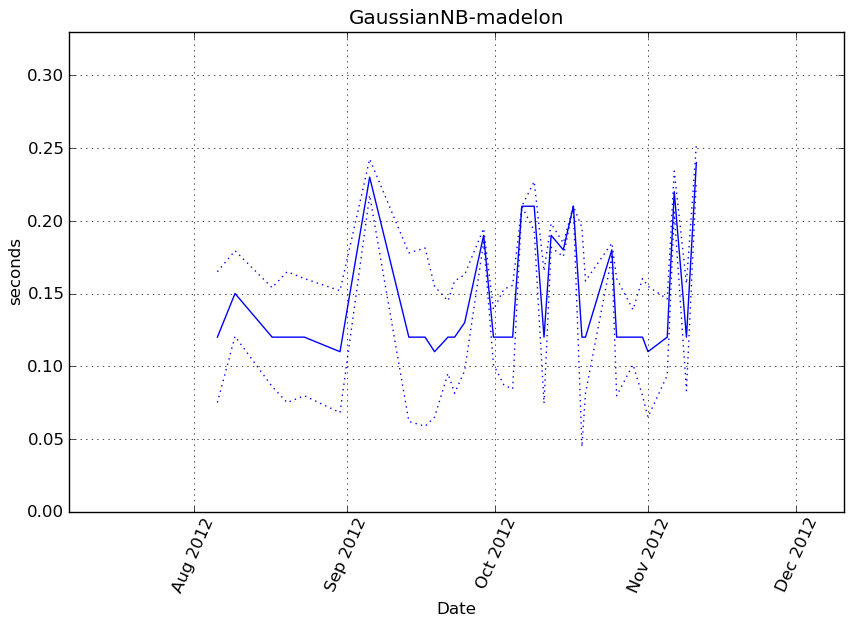 GaussianNB-madelon
0.30
0.25
0.20
0.15
0.10
0.05
0.00
seconds
Aug 2012
Sep 2012
Oct 2012
Nov 2012
Dec 2012
Date